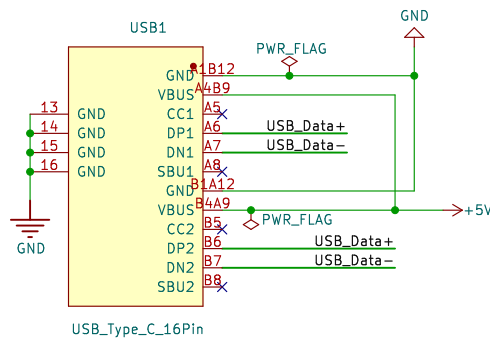 USB1
GND
PWR_FLAG
GND A1B12
VBUS A4B9
13 GND CC1 A5
14 GND DP1 A6 USB_Data+
15 GND DN1 A7 USB_Data-
16 GND SBU1 A8
GND B1A12
VBUS B4A9 PWR_FLAG +5V
CC2 B5
GND DP2 B6 USB_Data+
DN2 B7 USB_Data-
SBU2 B8
USB_Type_C_16Pin